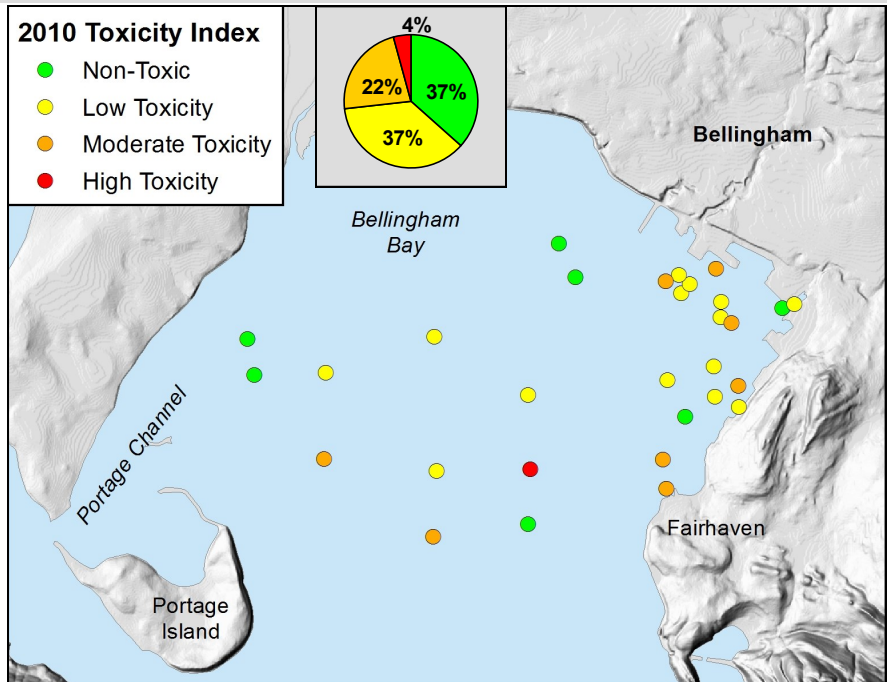 2010 Toxicity Index
Non-Toxic
Low Toxicity
Moderate Toxicity
High Toxicity
4%
37%
22%
37%
Bellingham
Bellingham
Bay
Portage Channel
Fairhaven
Portage
Island